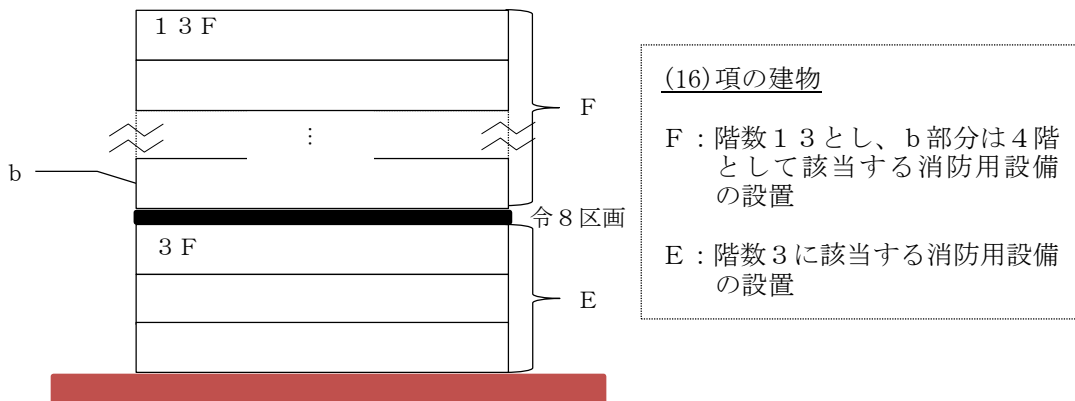 １３Ｆ
Ｆ
…
ｂ
令８区画
３Ｆ
Ｅ
(16)項の建物
Ｆ：階数１３とし、ｂ部分は４階
として該当する消防用設備
の設置
Ｅ：階数３に該当する消防用設備
の設置